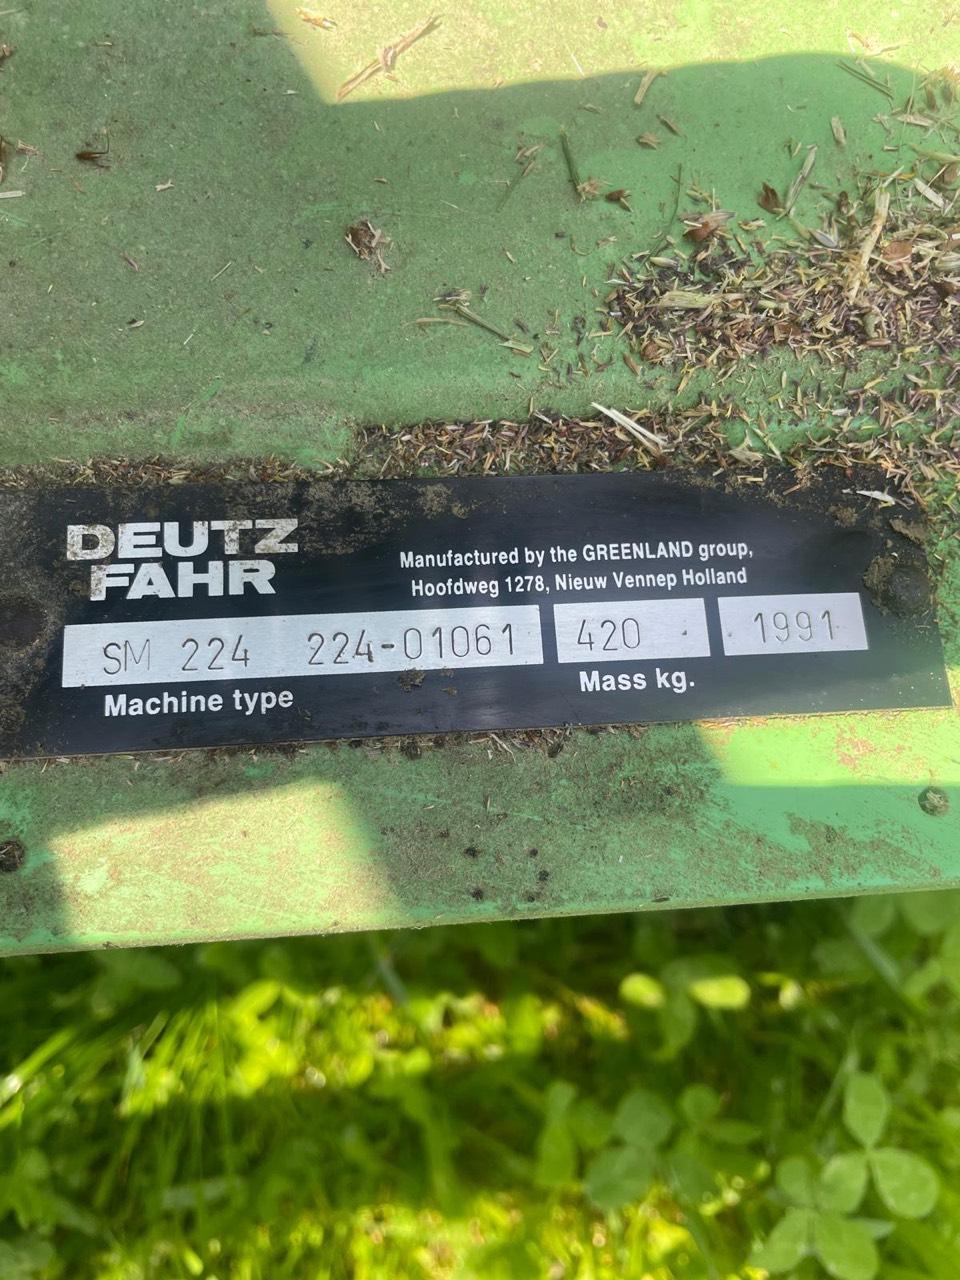 DEUTZ
FAHR
Manufactured by the GREENLAND group,
Hoofdweg 1278, Nieuw Vennep Holland
SM 224 224-01061 420 1991
Machine type Mass kg.